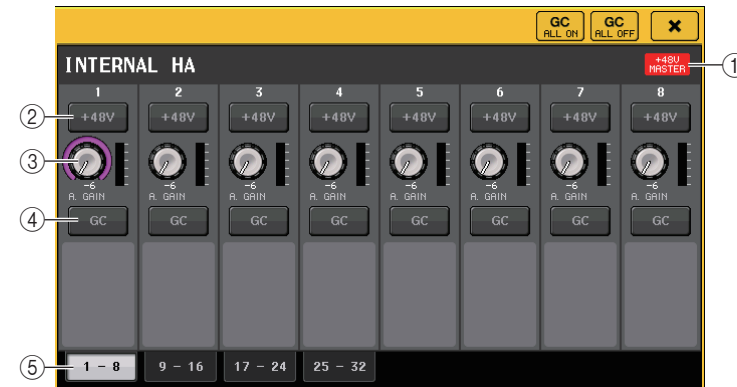 GC ALL ON GC ALL OFF ×
INTERNAL HA +48V MASTER ①
1 2 3 4 5 6 7 8
② +48V +48V +48V +48V +48V +48V +48V +48V
③ -6 -6 -6 -6 -6 -6 -6 -6
A. GAIN A. GAIN A. GAIN A. GAIN A. GAIN A. GAIN A. GAIN A. GAIN
④ GC GC GC GC GC GC GC GC
⑤ 1 - 8 9 - 16 17 - 24 25 - 32